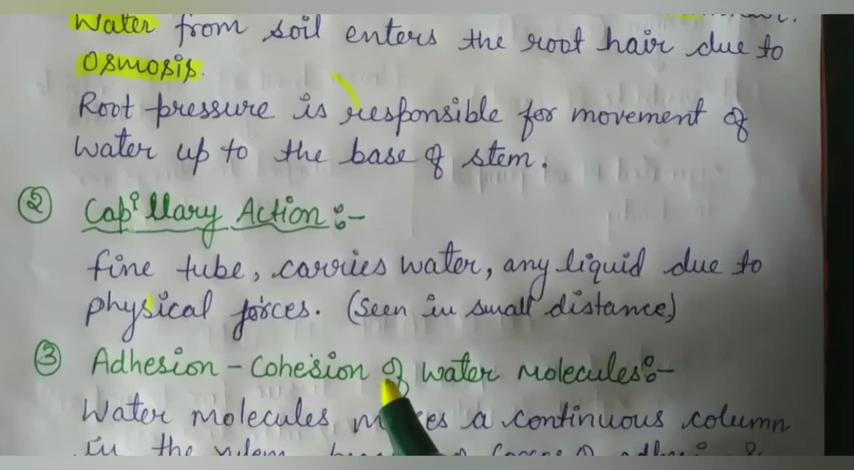 Water from soil enters the root hair due to
Osmosis.
Root pressure is responsible for movement of
Water up to the base of stem.
② Capillary Action :-
fine tube, carries water, any liquid due to
physical forces. (Seen in small distance)
③ Adhesion - Cohesion of water molecules :-
Water molecules a continuous column
in the